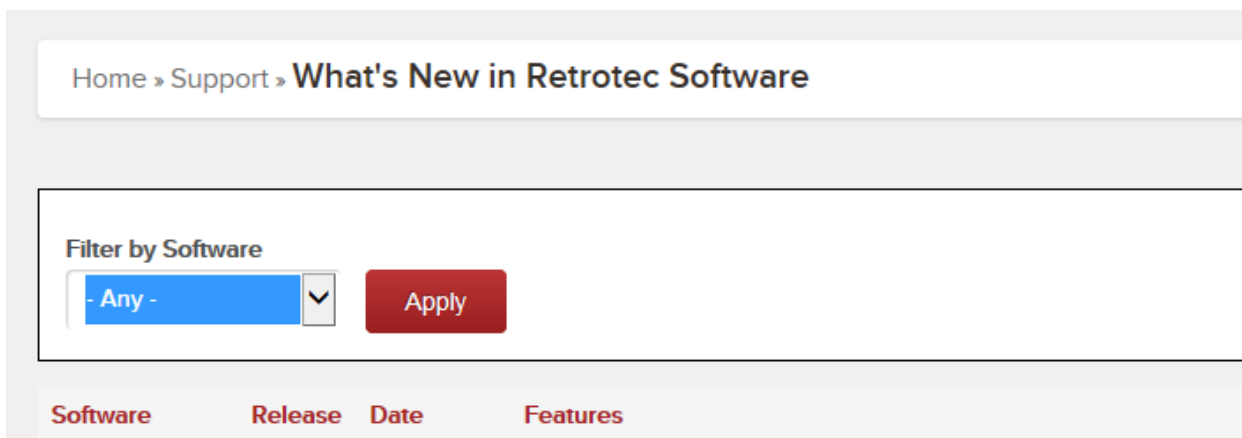 Home » Support » What's New in Retrotec Software
Filter by Software
- Any -
Apply
Software Release Date Features